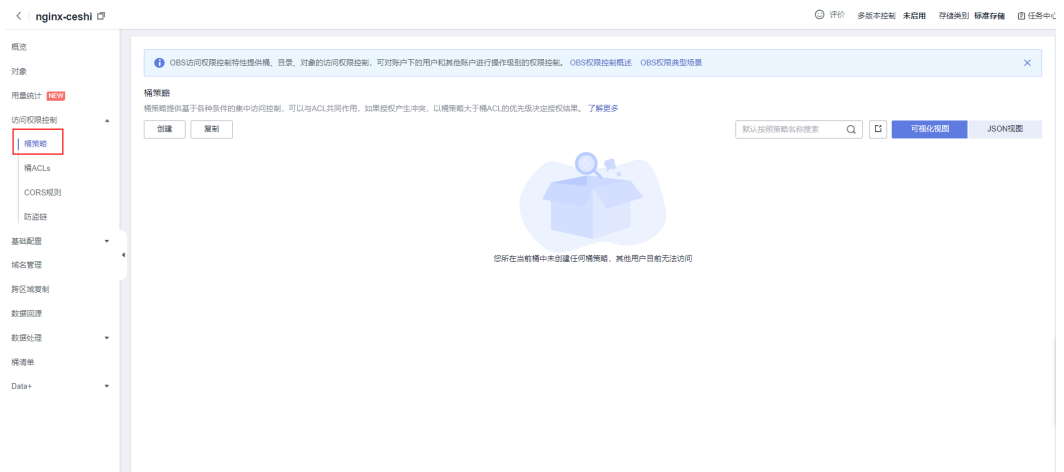 nginx-ceshi
评价 多版本控制 未启用 存储类别 标准存储 任务中心
概览
对象
用量统计 NEW
访问权限控制
桶策略
桶ACLs
CORS规则
防盗链
基础配置
域名管理
跨区域复制
数据回源
数据处理
桶清单
Data+
OBS访问权限控制特性提供桶、目录、对象的访问权限控制，可对账户下的用户和其他账户进行操作级别的权限控制。 OBS权限控制概述 OBS权限典型场景
桶策略
桶策略提供基于各种条件的集中访问控制，可以与ACL共同作用，如果授权产生冲突，以桶策略大于桶ACL的优先级决定授权结果。 了解更多
创建 复制 默认按照策略名称搜索 可视化视图 JSON视图
您所在当前桶中未创建任何桶策略，其他用户目前无法访问